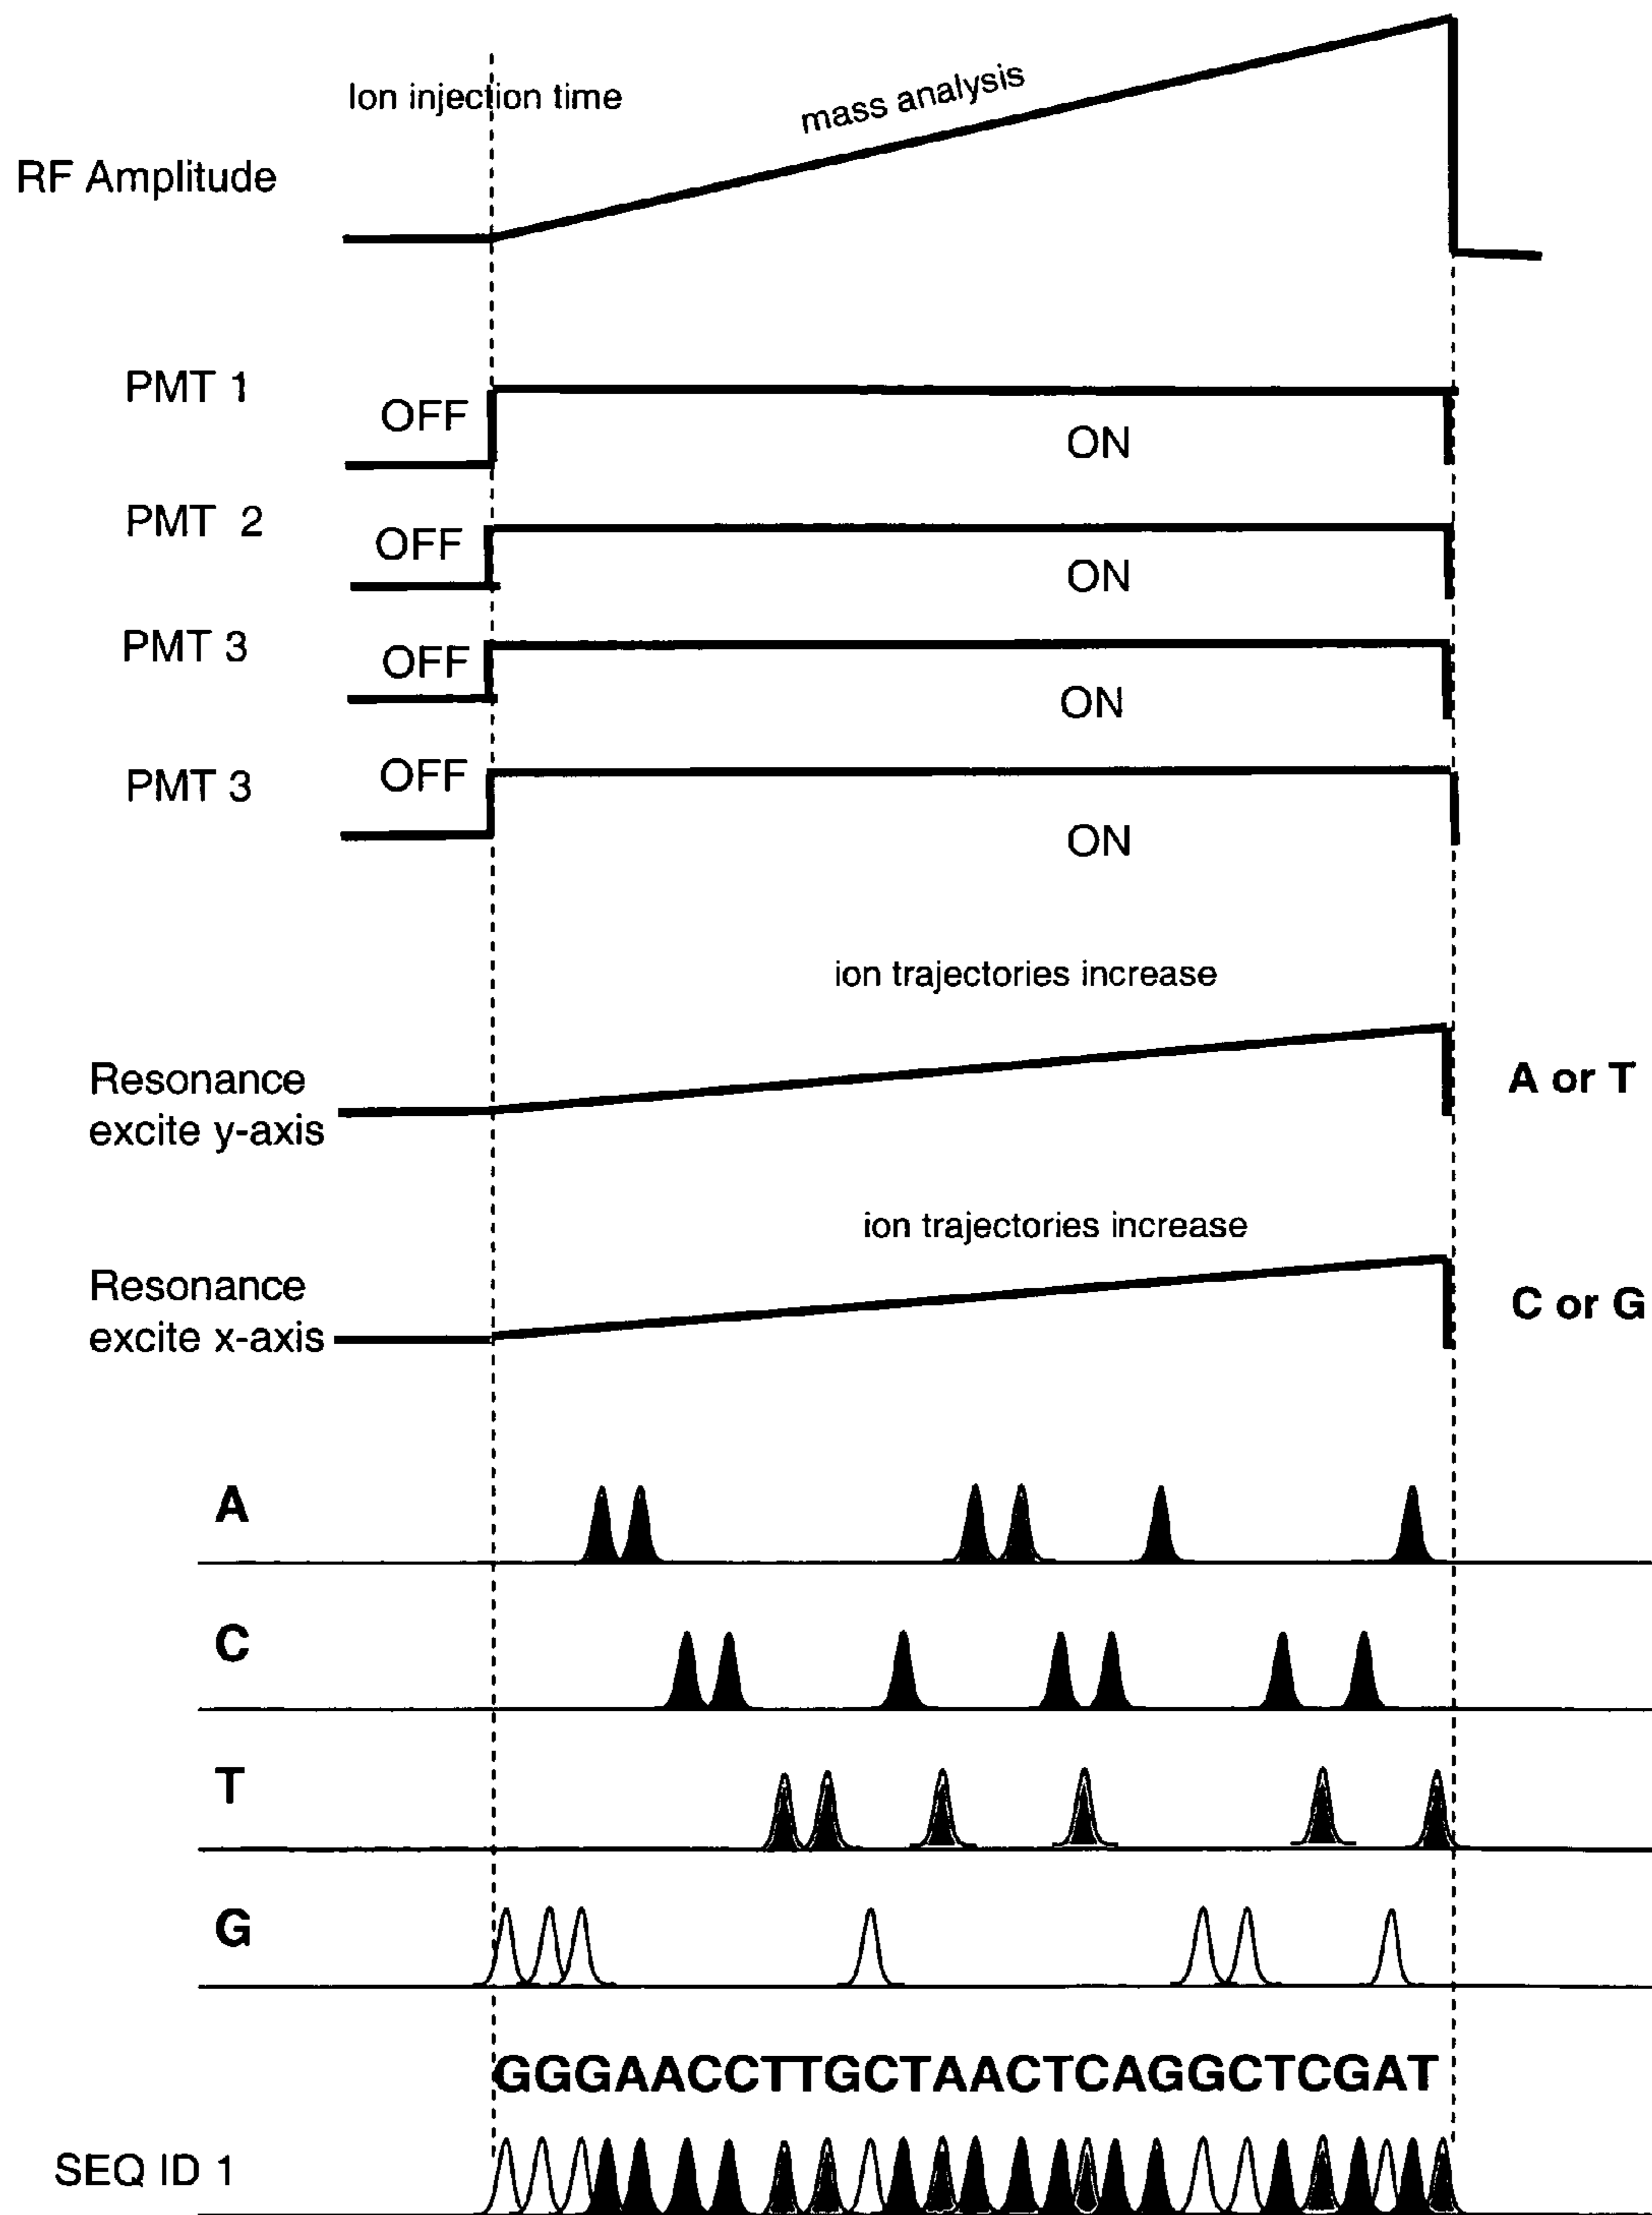 Ion injection time
mass analysis
RF Amplitude
PMT 1
OFF
ON
PMT 2
OFF
ON
PMT 3
OFF
ON
PMT 3
OFF
ON
ion trajectories increase
Resonance
excite y-axis
A or T
ion trajectories increase
Resonance
excite x-axis
C or G
A
C
T
G
GGGAACCTTGCTAACTCAGGCTCGAT
SEQ ID 1